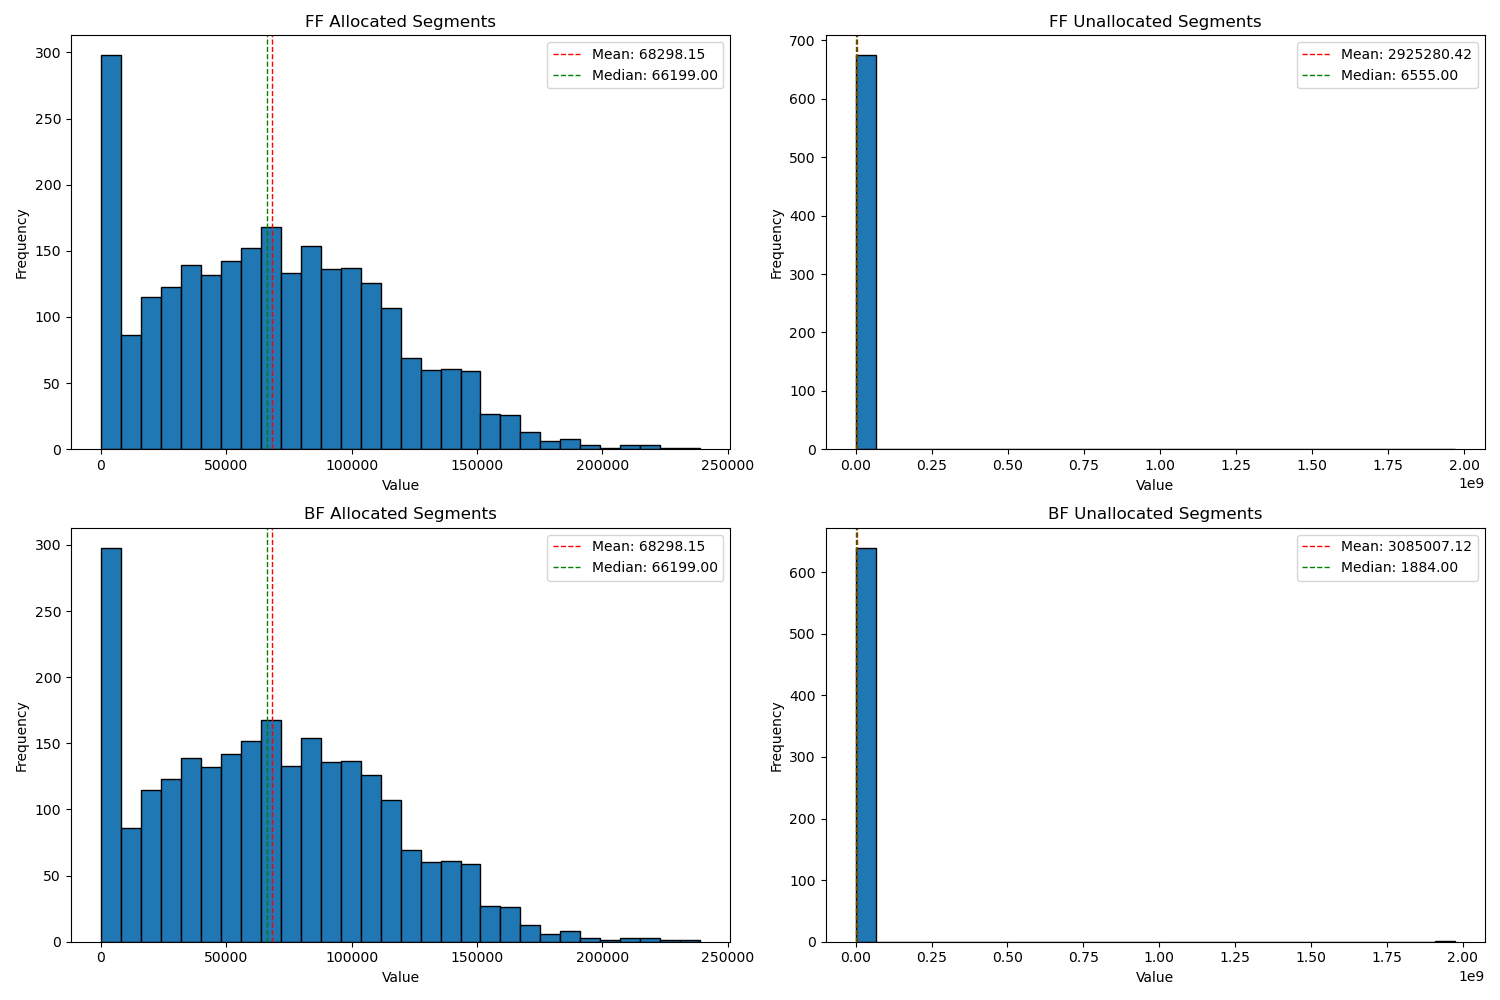 FF Allocated Segments
Mean: 68298.15
Median: 66199.00
Frequency
300
250
200
150
100
50
0
0 50000 100000 150000 200000 250000
Value
FF Unallocated Segments
Mean: 2925280.42
Median: 6555.00
Frequency
700
600
500
400
300
200
100
0
0.00 0.25 0.50 0.75 1.00 1.25 1.50 1.75 2.00
1e9
Value
BF Allocated Segments
Mean: 68298.15
Median: 66199.00
Frequency
300
250
200
150
100
50
0
0 50000 100000 150000 200000 250000
Value
BF Unallocated Segments
Mean: 3085007.12
Median: 1884.00
Frequency
600
500
400
300
200
100
0
0.00 0.25 0.50 0.75 1.00 1.25 1.50 1.75 2.00
1e9
Value